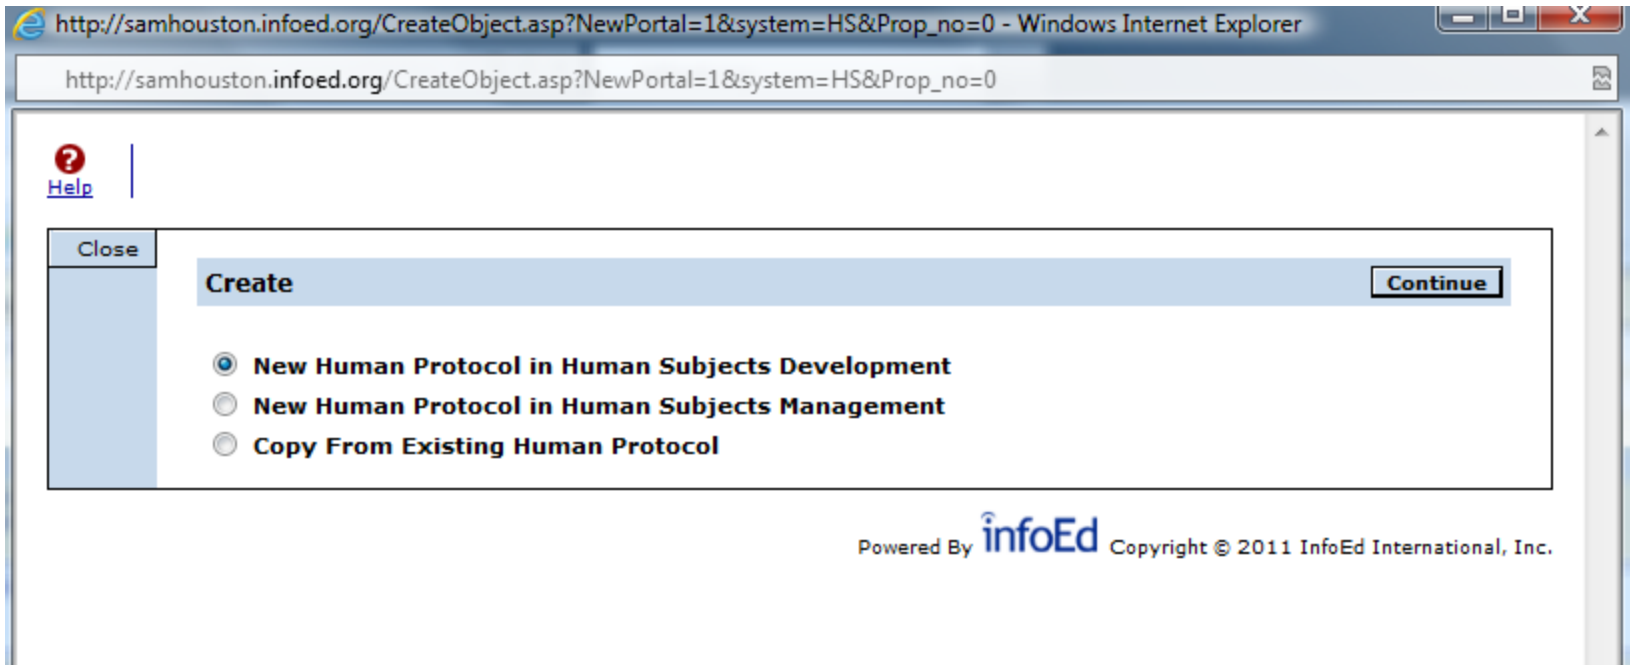 http://samhouston.infoed.org/CreateObject.asp?NewPortal=1&system=HS&Prop_no=0 - Windows Internet Explorer
http://samhouston.infoed.org/CreateObject.asp?NewPortal=1&system=HS&Prop_no=0
Help
Close
Create Continue
New Human Protocol in Human Subjects Development
New Human Protocol in Human Subjects Management
Copy From Existing Human Protocol
Powered By infoEd Copyright © 2011 InfoEd International, Inc.